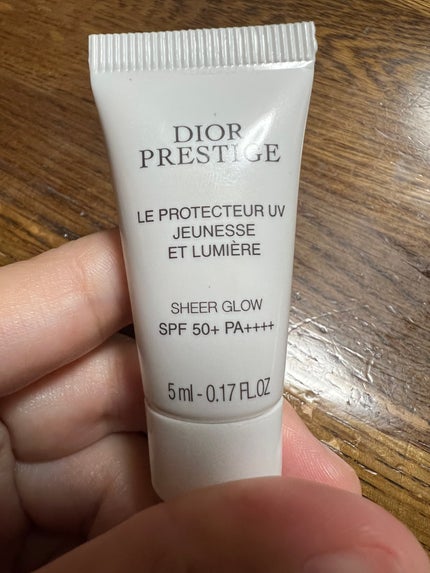 DIOR
PRESTIGE
LE PROTECTEUR UV
JEUNESSE
ET LUMIÈRE
SHEER GLOW
SPF 50+ PA++++
5 ml - 0.17 FL.OZ